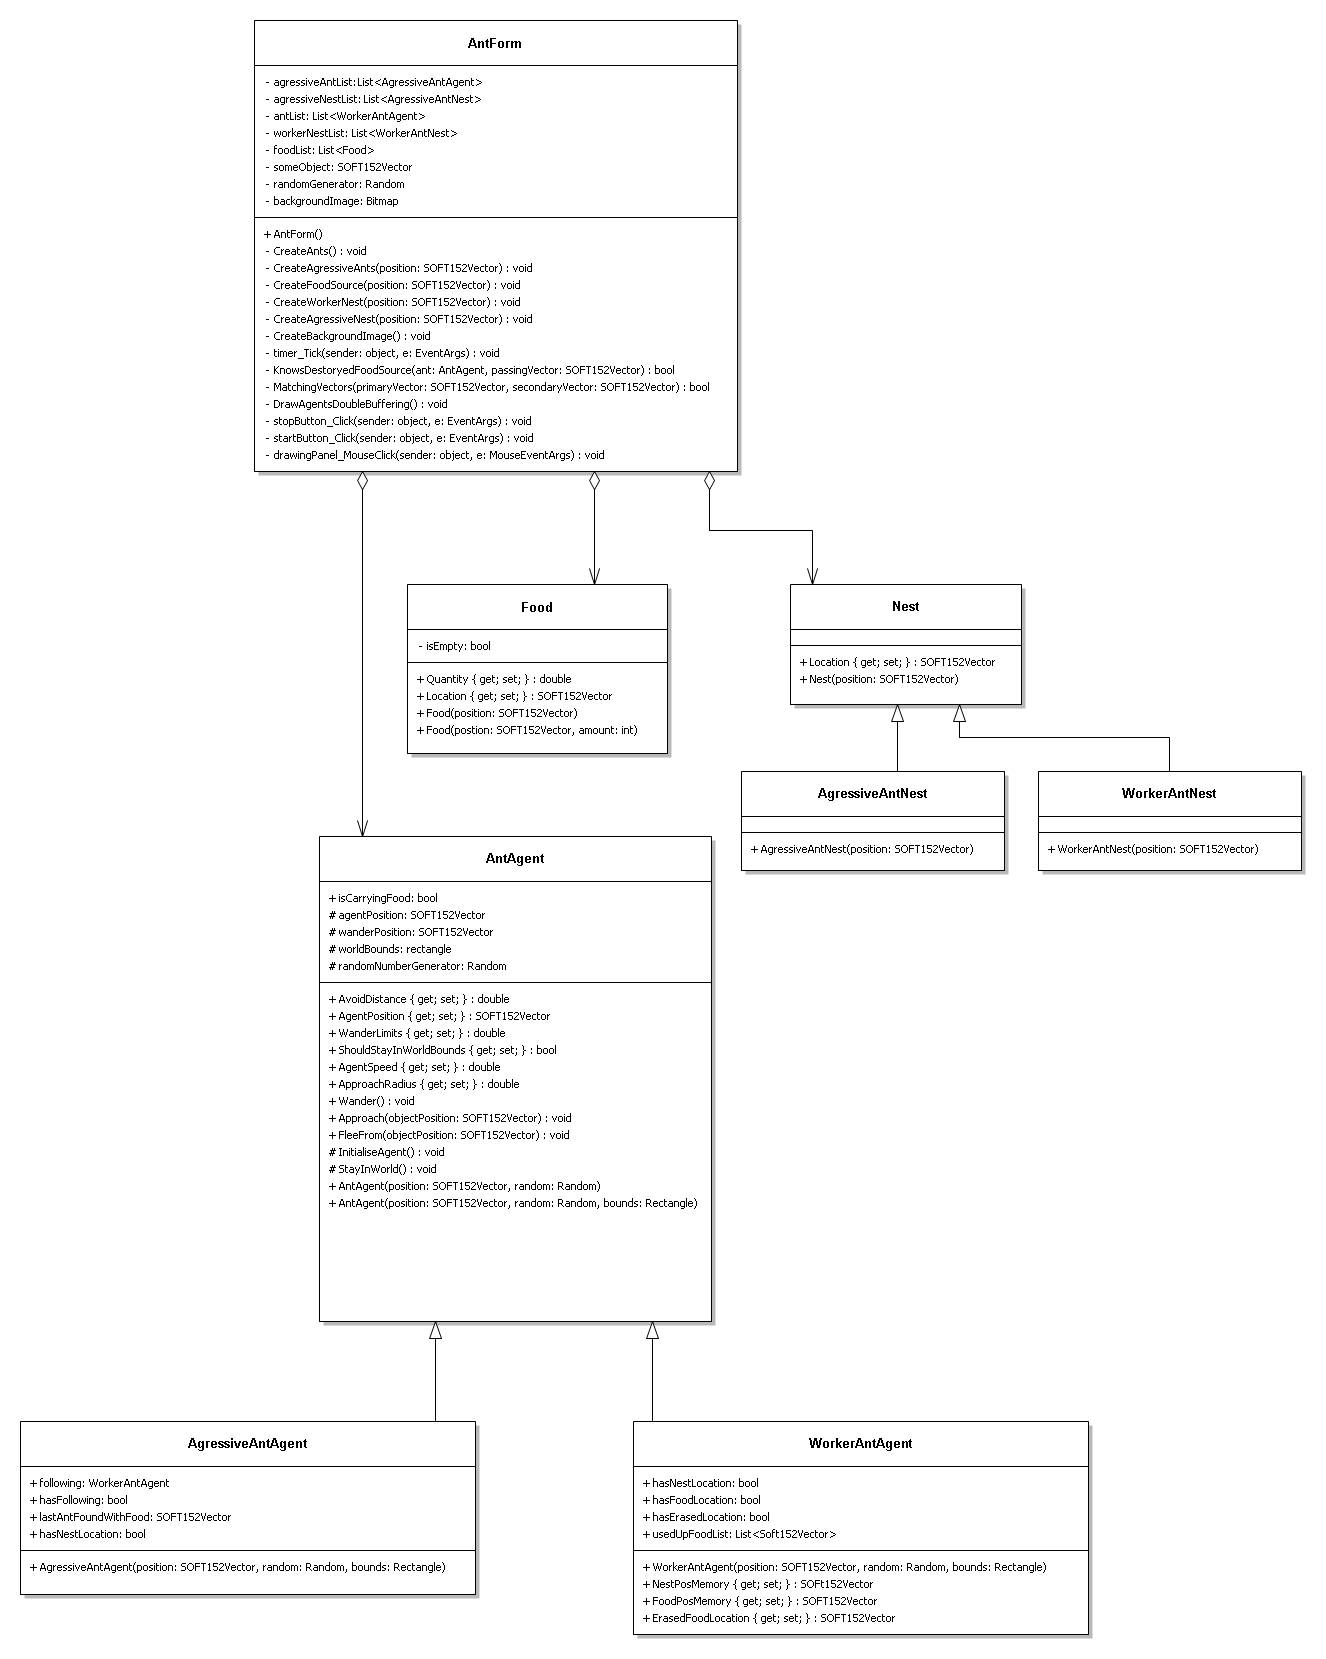 AntForm
- agressiveAntList:List<AgressiveAntAgent>
- agressiveNestList: List<AgressiveAntNest>
- antList: List<WorkerAntAgent>
- workerNestList: List<WorkerAntNest>
- foodList: List<Food>
- someObject: SOFT152Vector
- randomGenerator: Random
- backgroundImage: Bitmap
+ AntForm()
- CreateAnts() : void
- CreateAgressiveAnts(position: SOFT152Vector) : void
- CreateFoodSource(position: SOFT152Vector) : void
- CreateWorkerNest(position: SOFT152Vector) : void
- CreateAgressiveNest(position: SOFT152Vector) : void
- CreateBackgroundImage() : void
- timer_Tick(sender: object, e: EventArgs) : void
- KnowsDestoryedFoodSource(ant: AntAgent, passingVector: SOFT152Vector) : bool
- MatchingVectors(primaryVector: SOFT152Vector, secondaryVector: SOFT152Vector) : bool
- DrawAgentsDoubleBuffering() : void
- stopButton_Click(sender: object, e: EventArgs) : void
- startButton_Click(sender: object, e: EventArgs) : void
- drawingPanel_MouseClick(sender: object, e: MouseEventArgs) : void
Food
- isEmpty: bool
+ Quantity { get; set; } : double
+ Location { get; set; } : SOFT152Vector
+ Food(position: SOFT152Vector)
+ Food(postion: SOFT152Vector, amount: int)
Nest
+ Location { get; set; } : SOFT152Vector
+ Nest(position: SOFT152Vector)
AgressiveAntNest
+ AgressiveAntNest(position: SOFT152Vector)
WorkerAntNest
+ WorkerAntNest(position: SOFT152Vector)
AntAgent
+ isCarryingFood: bool
# agentPosition: SOFT152Vector
# wanderPosition: SOFT152Vector
# worldBounds: rectangle
# randomNumberGenerator: Random
+ AvoidDistance { get; set; } : double
+ AgentPosition { get; set; } : SOFT152Vector
+ WanderLimits { get; set; } : double
+ ShouldStayInWorldBounds { get; set; } : bool
+ AgentSpeed { get; set; } : double
+ ApproachRadius { get; set; } : double
+ Wander() : void
+ Approach(objectPosition: SOFT152Vector) : void
+ FleeFrom(objectPosition: SOFT152Vector) : void
# InitialiseAgent() : void
# StayInWorld() : void
+ AntAgent(position: SOFT152Vector, random: Random)
+ AntAgent(position: SOFT152Vector, random: Random, bounds: Rectangle)
AgressiveAntAgent
+ following: WorkerAntAgent
+ hasFollowing: bool
+ lastAntFoundWithFood: SOFT152Vector
+ hasNestLocation: bool
+ AgressiveAntAgent(position: SOFT152Vector, random: Random, bounds: Rectangle)
WorkerAntAgent
+ hasNestLocation: bool
+ hasFoodLocation: bool
+ hasErasedLocation: bool
+ usedUpFoodList: List<Soft152Vector>
+ WorkerAntAgent(position: SOFT152Vector, random: Random, bounds: Rectangle)
+ NestPosMemory { get; set; } : SOFt152Vector
+ FoodPosMemory { get; set; } : SOFT152Vector
+ ErasedFoodLocation { get; set; } : SOFT152Vector